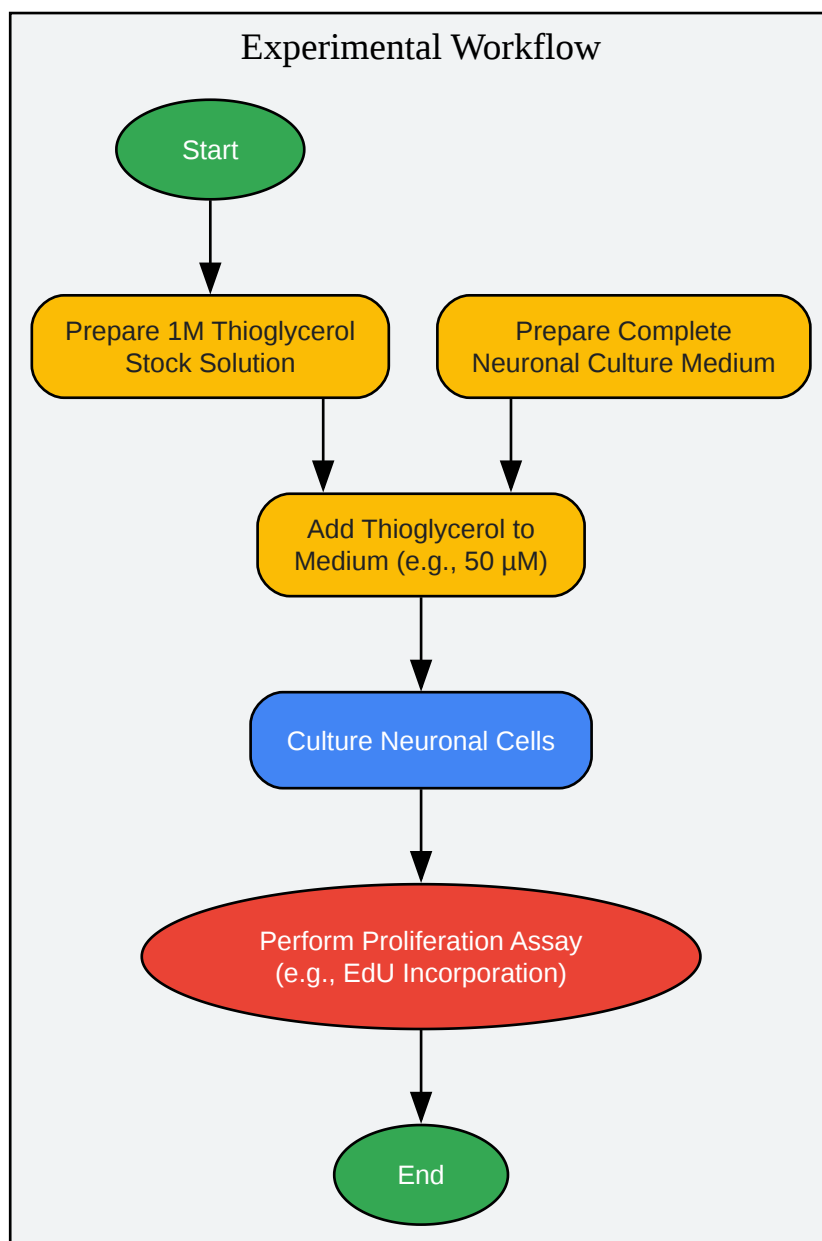 Experimental Workflow
Start
Prepare 1M Thioglycerol
Stock Solution
Prepare Complete
Neuronal Culture Medium
Add Thioglycerol to
Medium (e.g., 50 µM)
Culture Neuronal Cells
Perform Proliferation Assay
(e.g., EdU Incorporation)
End